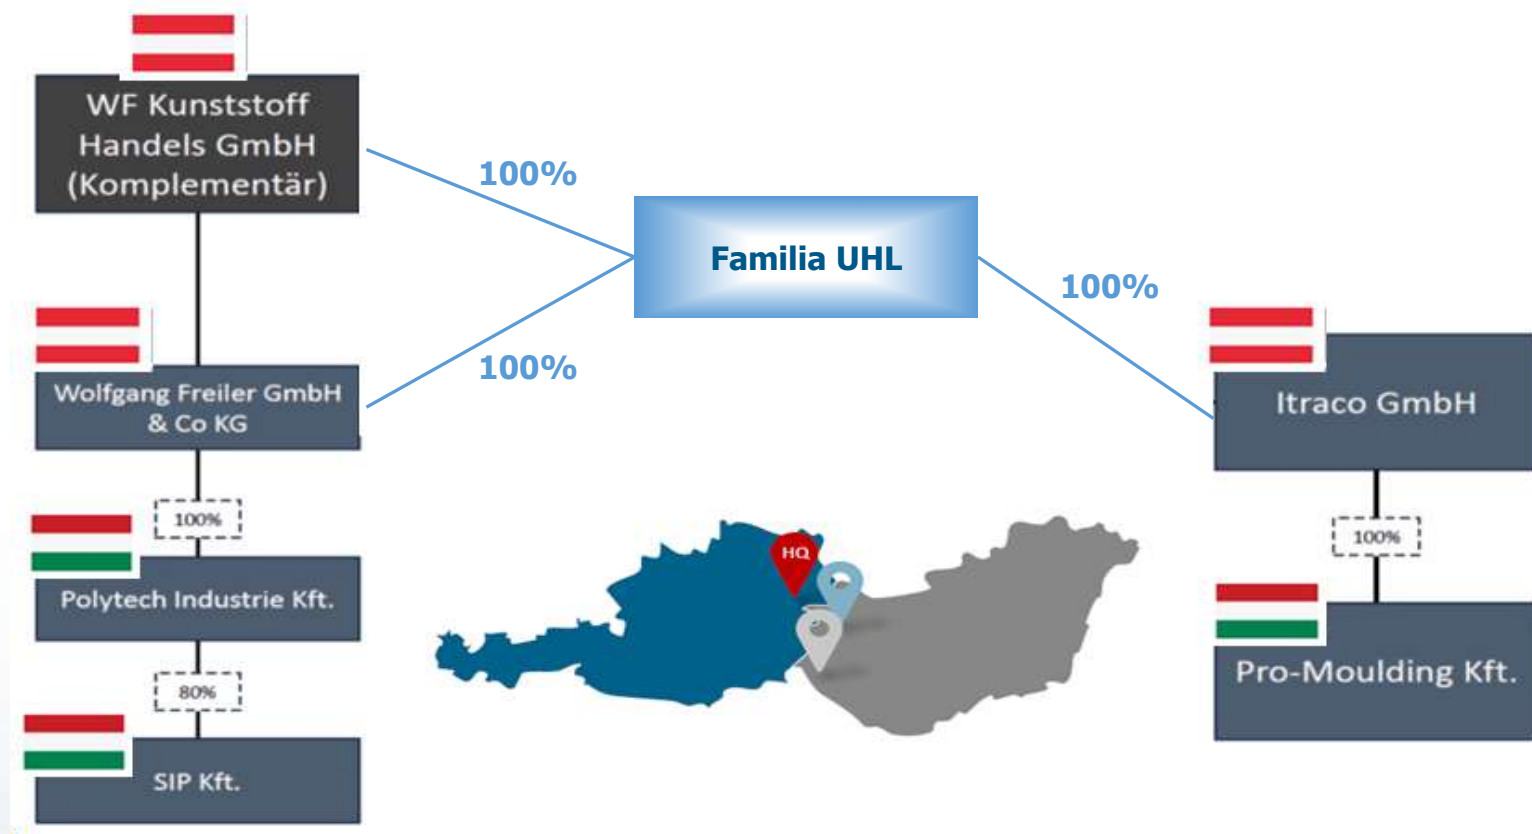 WF Kunststoff
Handels GmbH
(Komplementär)
100%
Familia UHL
100%
100%
Wolfgang Freiler GmbH
& Co KG
Itraco GmbH
100%
Polytech Industrie Kft.
80%
SIP Kft.
HQ
100%
Pro-Moulding Kft.